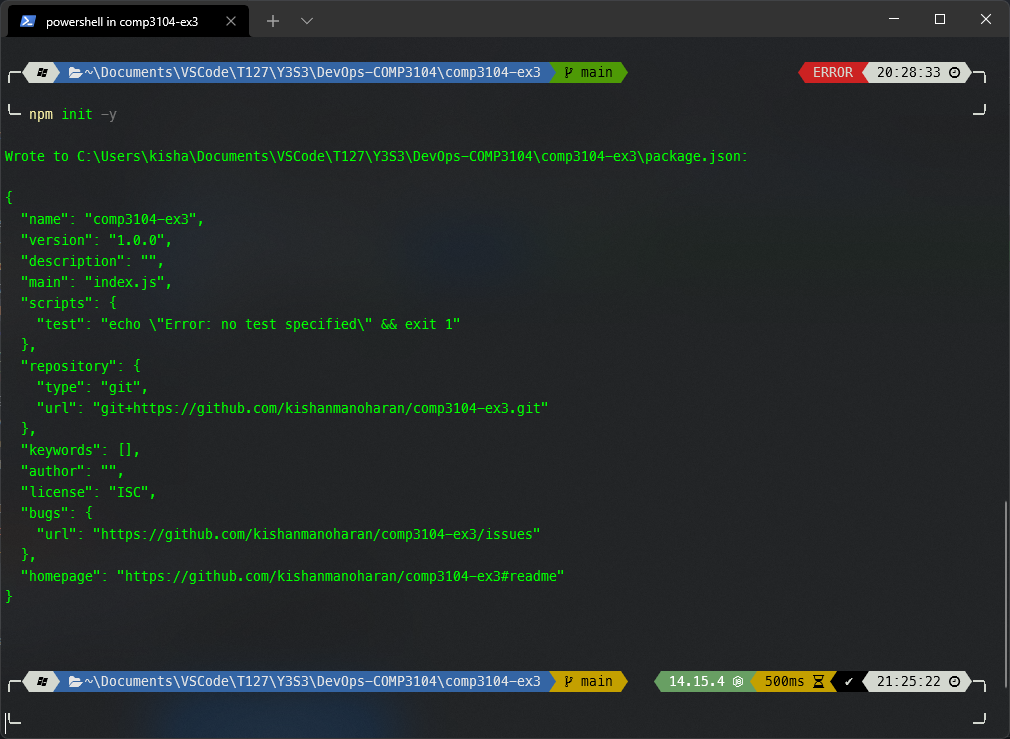 powershell in comp3104-ex3
~\Documents\VSCode\T127\Y3S3\DevOps-COMP3104\comp3104-ex3 main ERROR 20:28:33
npm init -y
Wrote to C:\Users\kisha\Documents\VSCode\T127\Y3S3\DevOps-COMP3104\comp3104-ex3\package.json:
{
  "name": "comp3104-ex3",
  "version": "1.0.0",
  "description": "",
  "main": "index.js",
  "scripts": {
    "test": "echo \"Error: no test specified\" && exit 1"
  },
  "repository": {
    "type": "git",
    "url": "git+https://github.com/kishanmanoharan/comp3104-ex3.git"
  },
  "keywords": [],
  "author": "",
  "license": "ISC",
  "bugs": {
    "url": "https://github.com/kishanmanoharan/comp3104-ex3/issues"
  },
  "homepage": "https://github.com/kishanmanoharan/comp3104-ex3#readme"
}
~\Documents\VSCode\T127\Y3S3\DevOps-COMP3104\comp3104-ex3 main 14.15.4 500ms ✔ 21:25:22